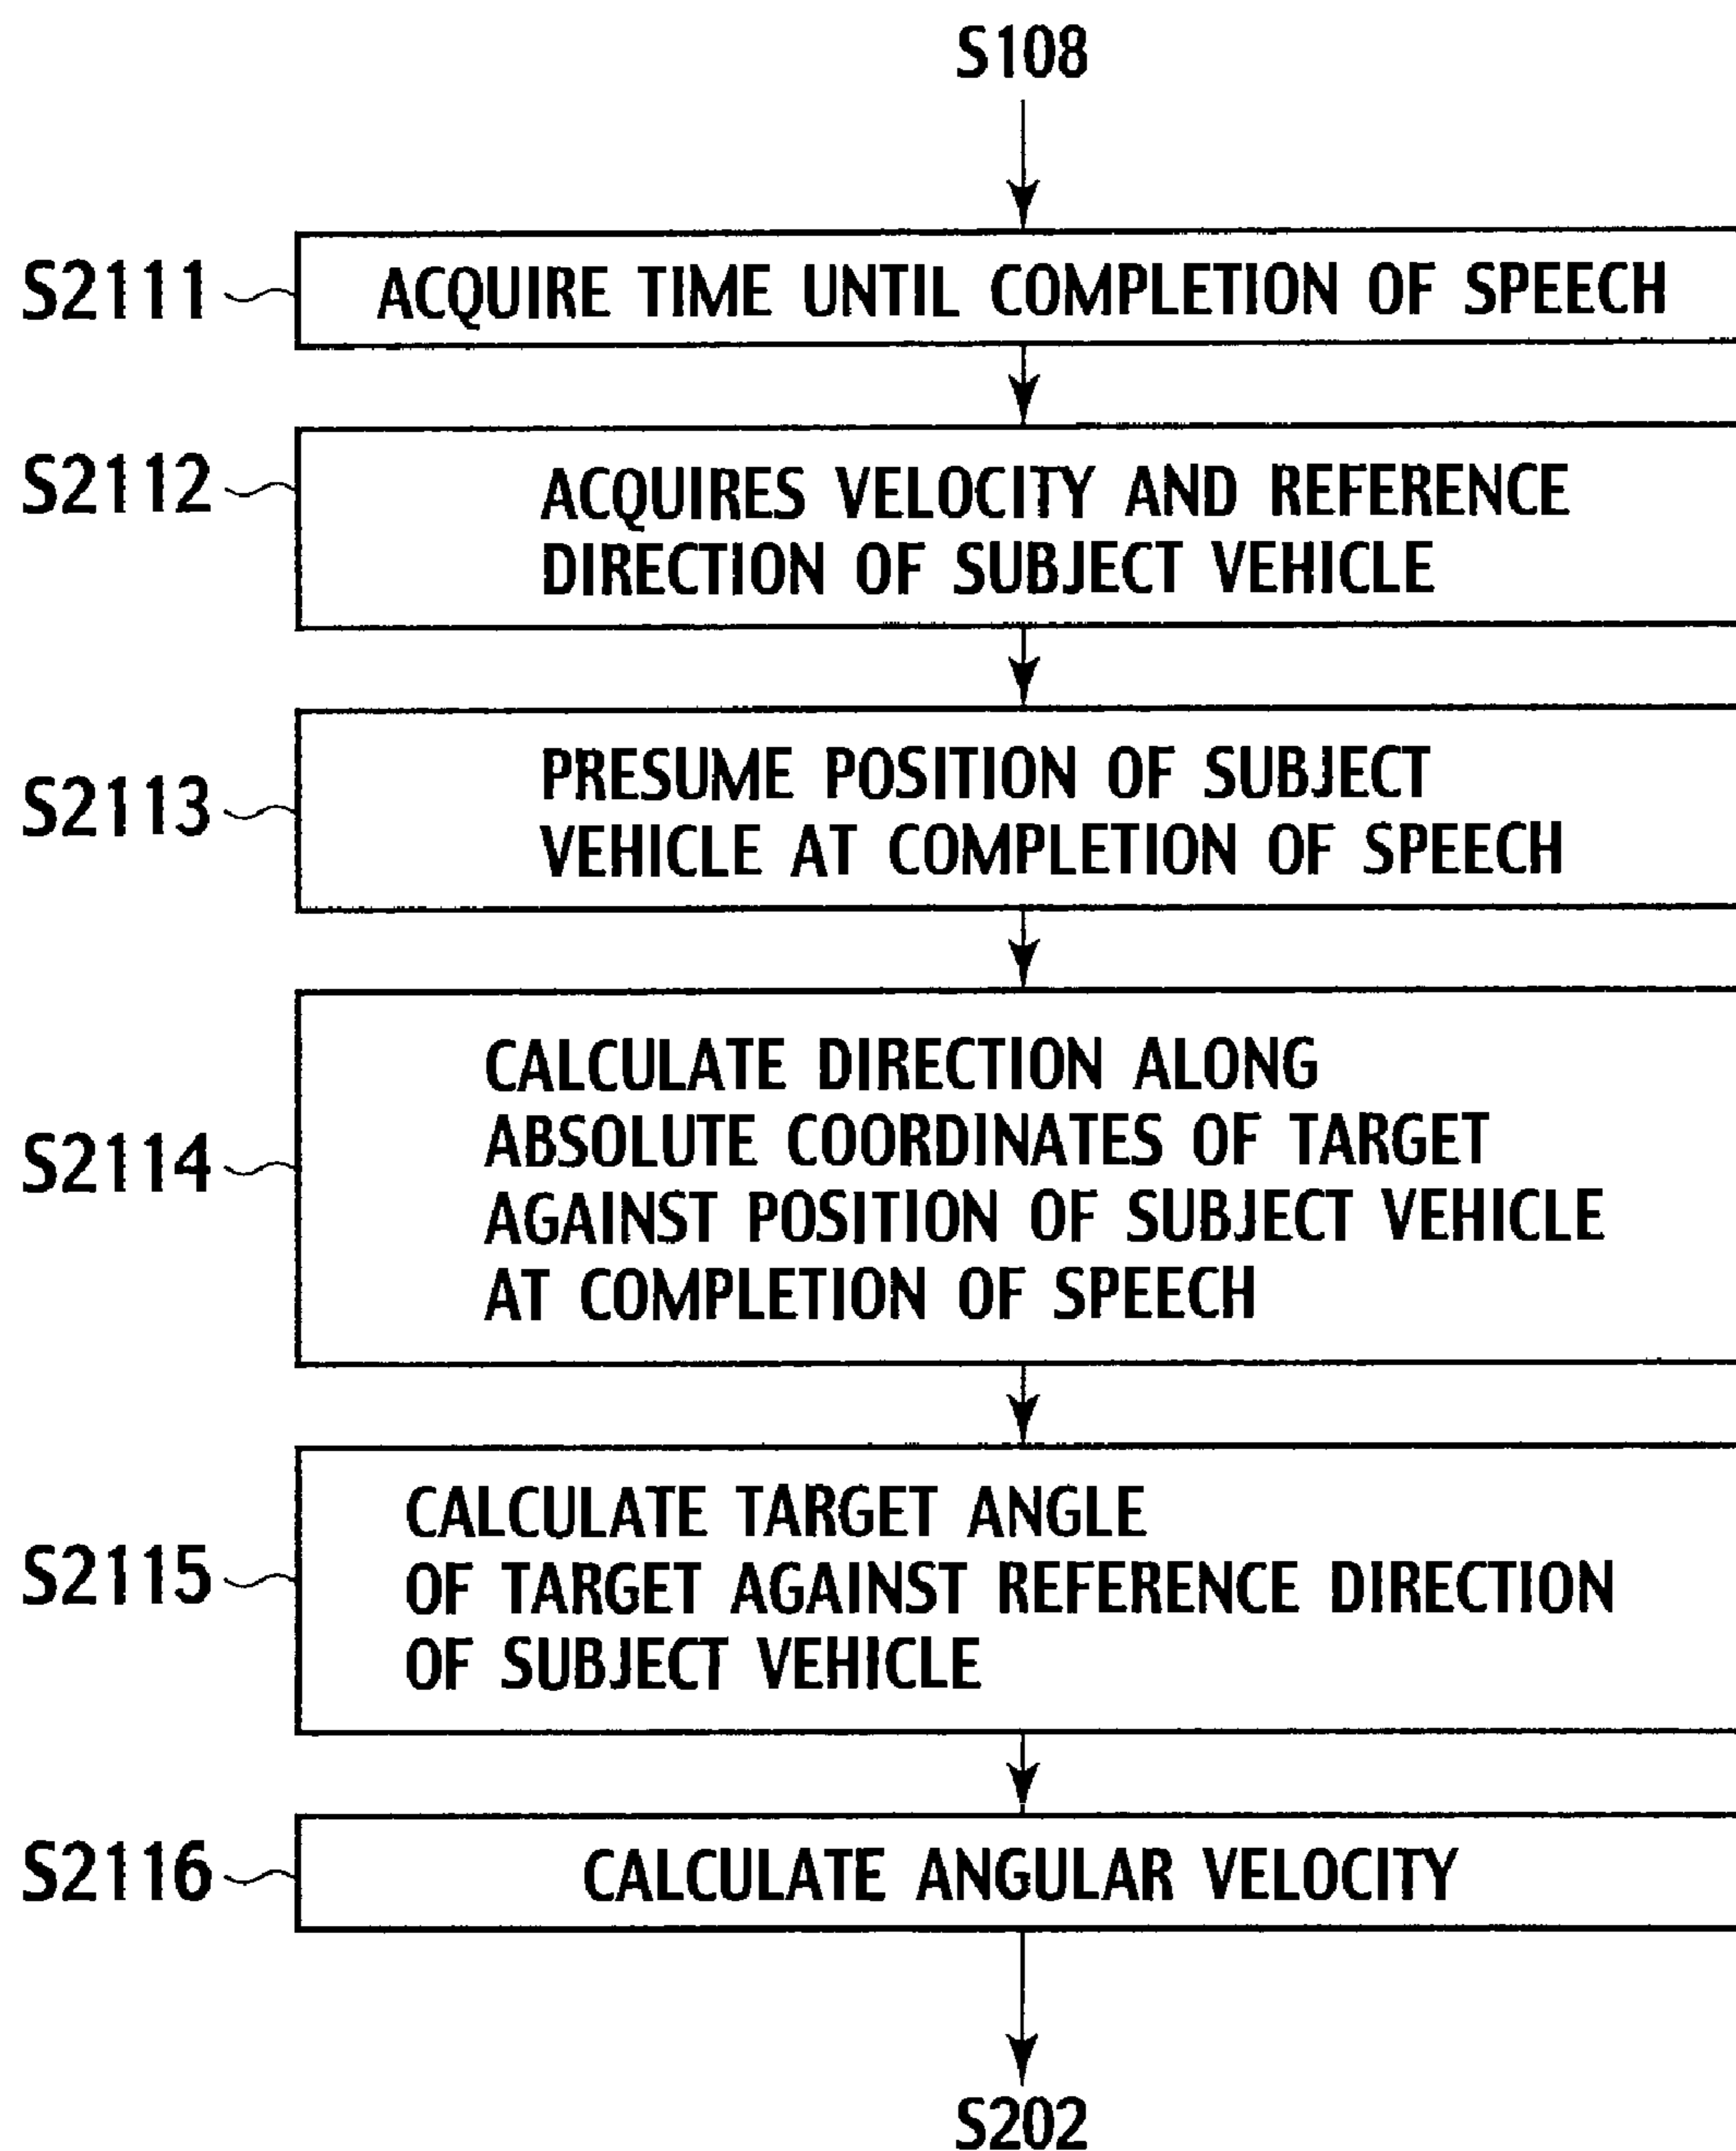 S108
S2111
ACQUIRE TIME UNTIL COMPLETION OF SPEECH
S2112
ACQUIRES VELOCITY AND REFERENCE
DIRECTION OF SUBJECT VEHICLE
S2113
PRESUME POSITION OF SUBJECT
VEHICLE AT COMPLETION OF SPEECH
S2114
CALCULATE DIRECTION ALONG
ABSOLUTE COORDINATES OF TARGET
AGAINST POSITION OF SUBJECT VEHICLE
AT COMPLETION OF SPEECH
S2115
CALCULATE TARGET ANGLE
OF TARGET AGAINST REFERENCE DIRECTION
OF SUBJECT VEHICLE
S2116
CALCULATE ANGULAR VELOCITY
S202